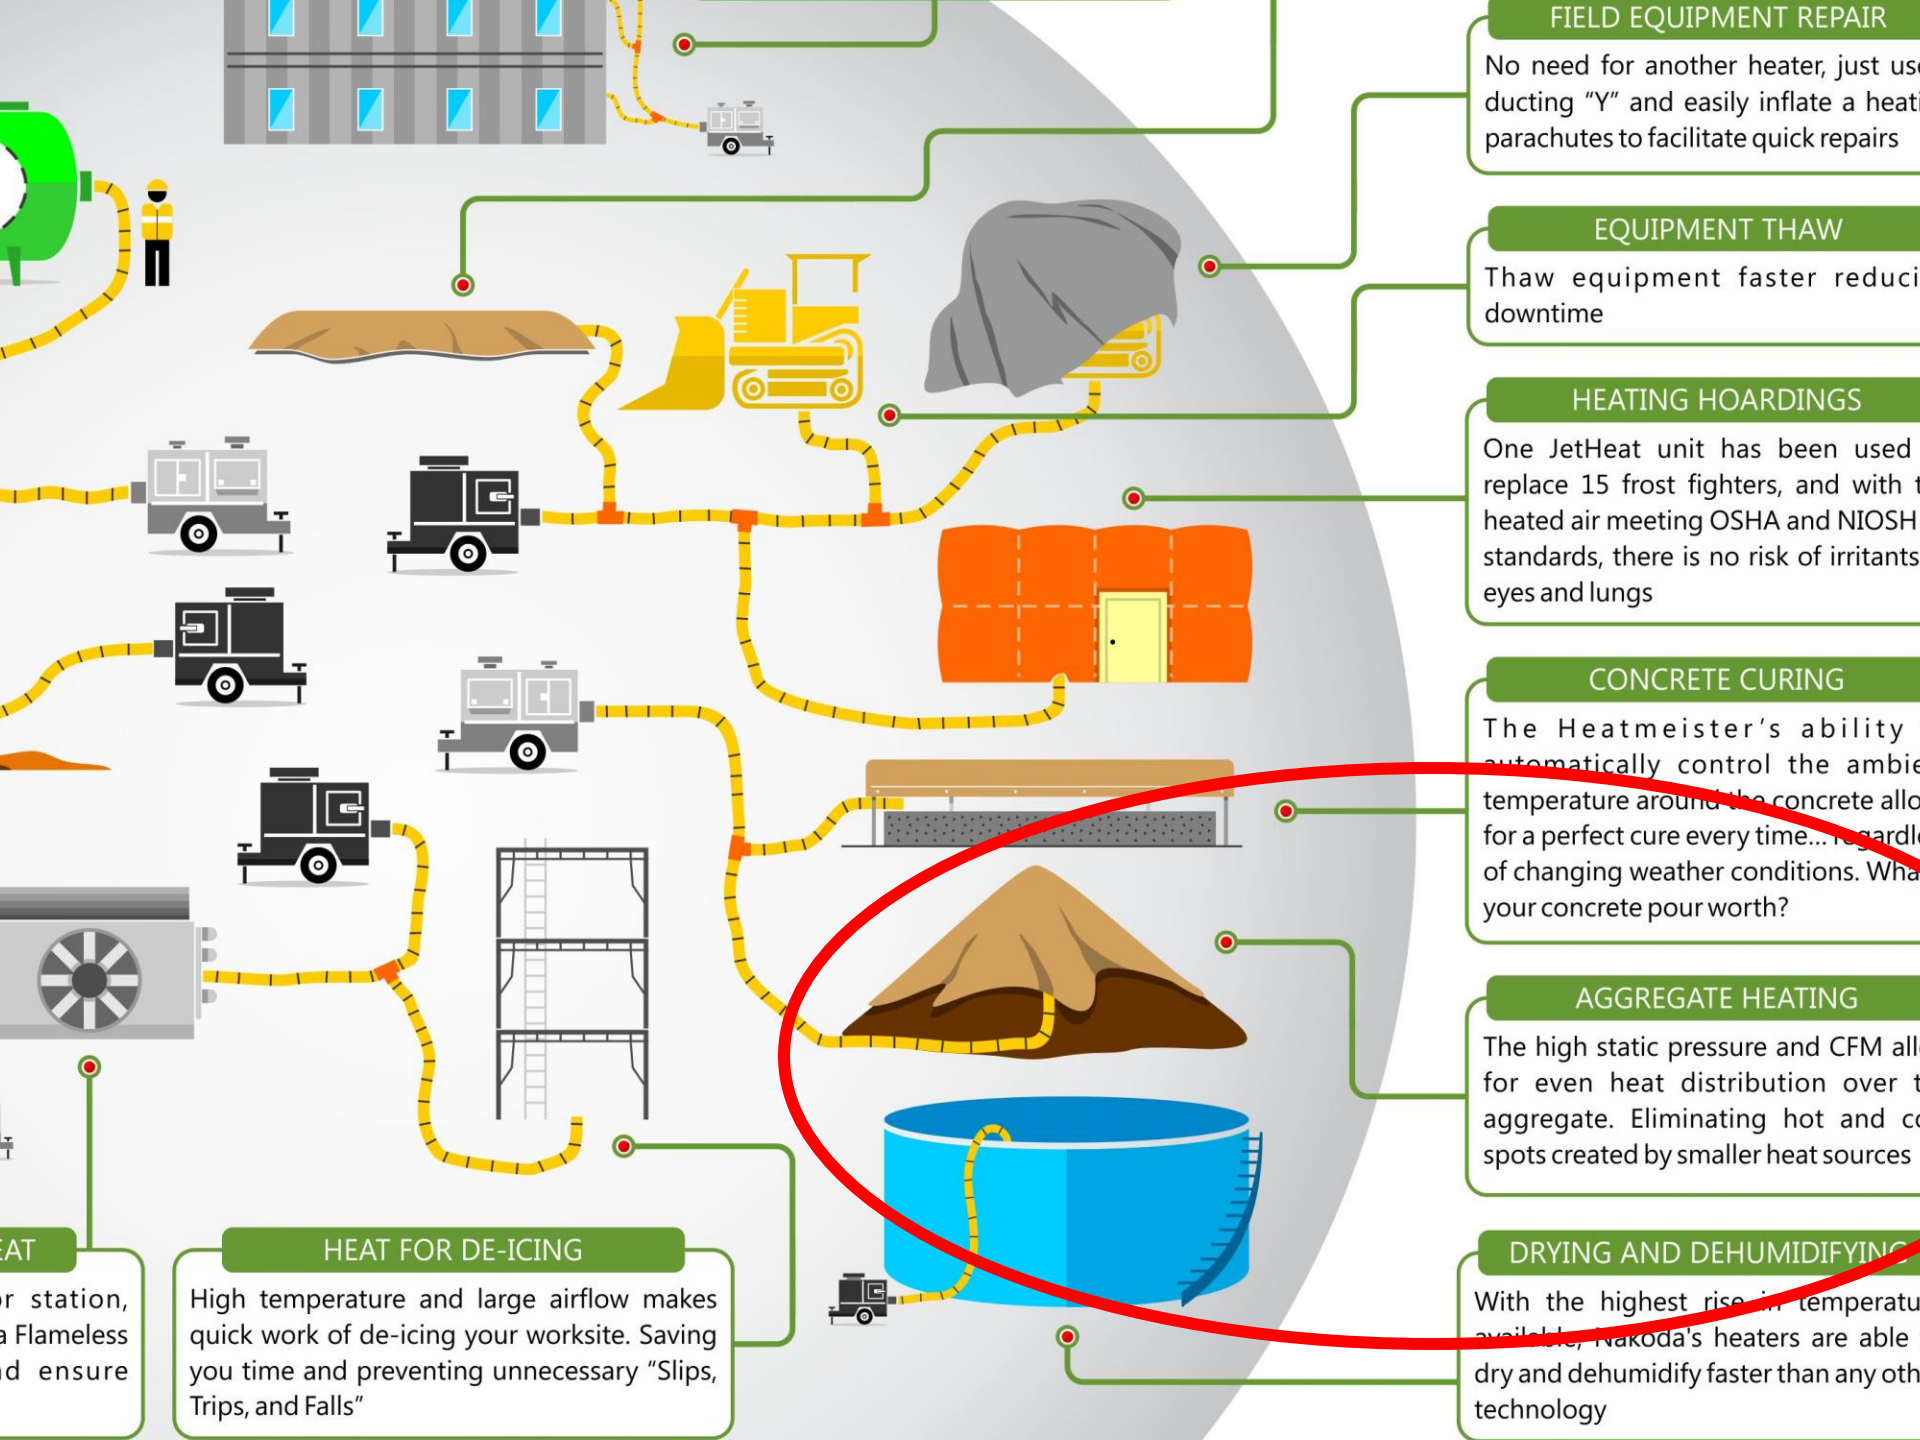 FIELD EQUIPMENT REPAIR
No need for another heater, just use
ducting “Y” and easily inflate a
parachutes to facilitate quick repairs
EQUIPMENT THAW
Thaw equipment faster
downtime
HEATING HOARDINGS
One JetHeat unit has been used
replace 15 frost fighters, and with
heated air meeting OSHA and NIOSH
standards, there is no risk of irritants
eyes and lungs
CONCRETE CURING
The Heatmeister’s ability
automatically control the
temperature around the concrete
for a perfect cure every time... regardle
of changing weather conditions.
your concrete pour worth?
AGGREGATE HEATING
The high static pressure and CFM
for even heat distribution over
aggregate. Eliminating hot and
spots created by smaller heat sources
DRYING AND DEHUMIDIFYING
With the highest rise in
available, Nakoda's heaters are able
dry and dehumidify faster than any
technology
HEAT FOR DE-ICING
High temperature and large airflow makes
quick work of de-icing your worksite. Saving
you time and preventing unnecessary “Slips,
Trips, and Falls”
EAT
or station,
a Flameless
d ensure